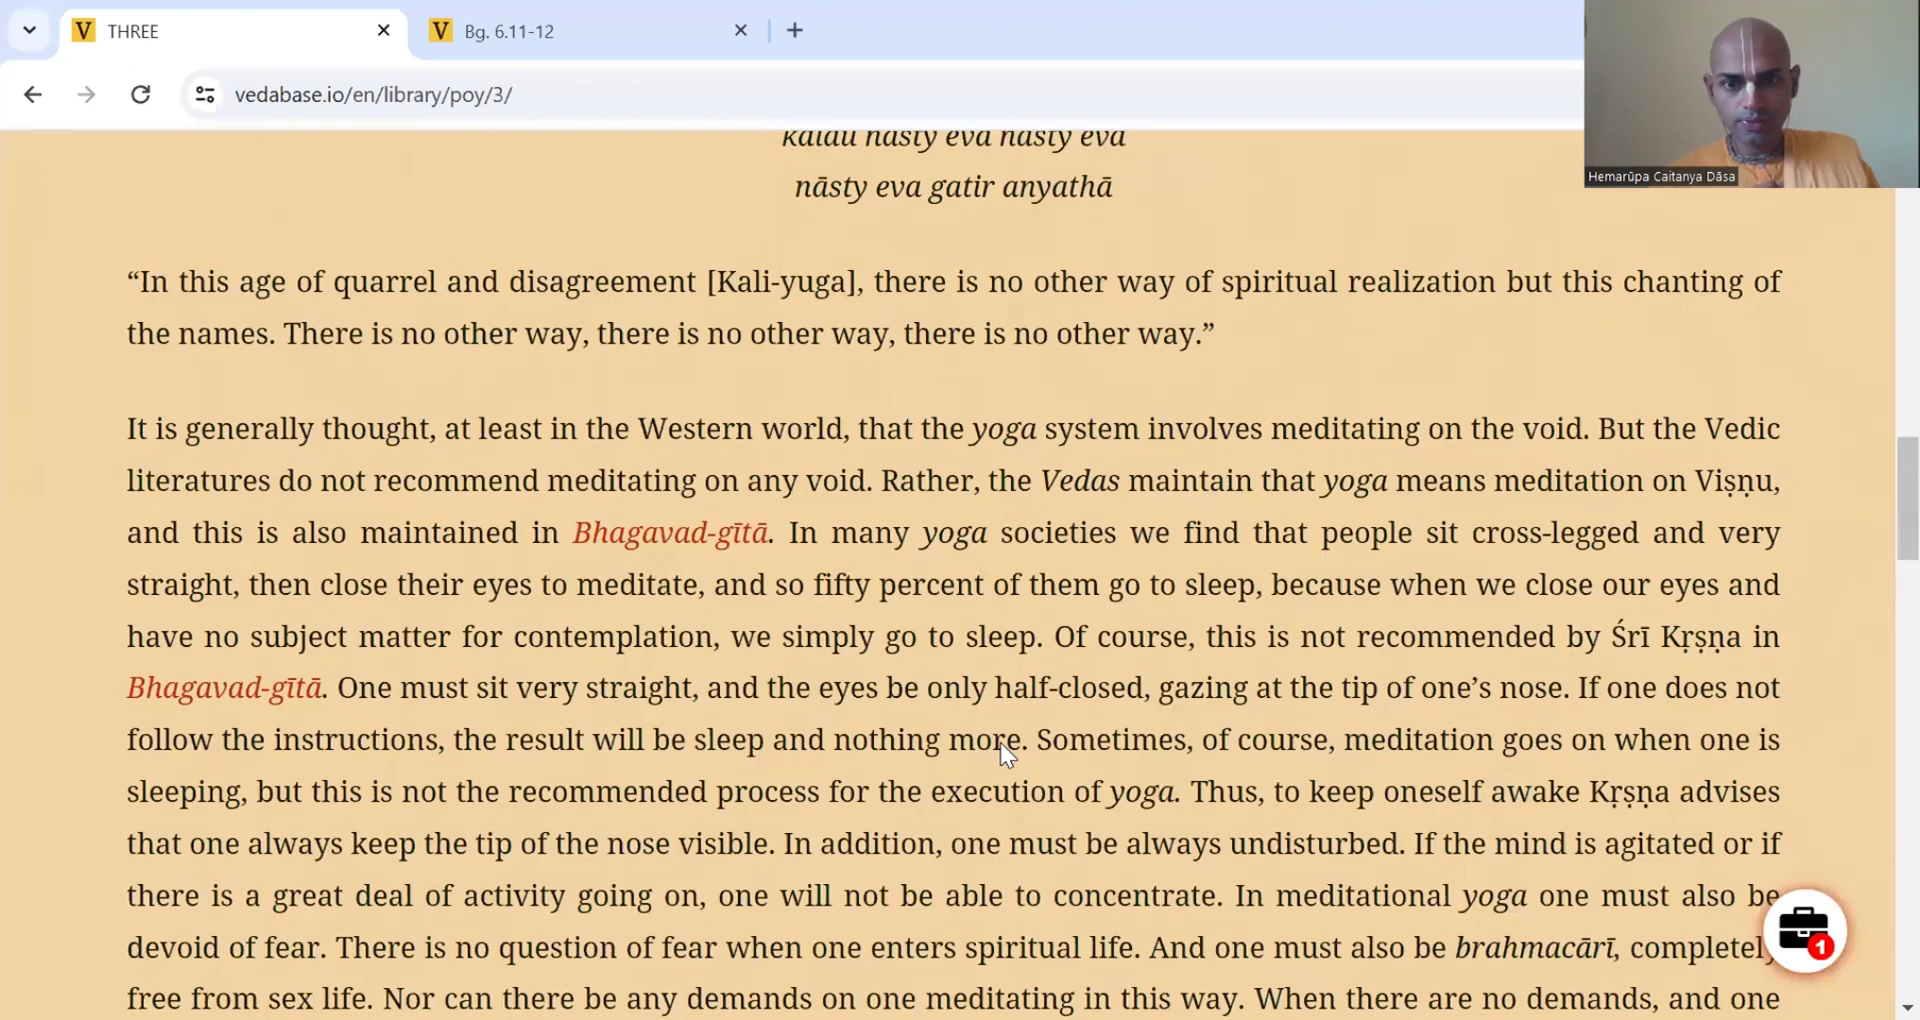 THREE
Bg. 6.11-12
vedabase.io/en/library/poy/3/
Hemarūpa Caitanya Dāsa
kalau nāsty eva nāsty eva
nāsty eva gatir anyathā
“In this age of quarrel and disagreement [Kali-yuga], there is no other way of spiritual realization but this chanting of
the names. There is no other way, there is no other way, there is no other way.”
It is generally thought, at least in the Western world, that the yoga system involves meditating on the void. But the Vedic
literatures do not recommend meditating on any void. Rather, the Vedas maintain that yoga means meditation on Viṣṇu,
and this is also maintained in Bhagavad-gītā. In many yoga societies we find that people sit cross-legged and very
straight, then close their eyes to meditate, and so fifty percent of them go to sleep, because when we close our eyes and
have no subject matter for contemplation, we simply go to sleep. Of course, this is not recommended by Śrī Kṛṣṇa in
Bhagavad-gītā. One must sit very straight, and the eyes be only half-closed, gazing at the tip of one’s nose. If one does not
follow the instructions, the result will be sleep and nothing more. Sometimes, of course, meditation goes on when one is
sleeping, but this is not the recommended process for the execution of yoga. Thus, to keep oneself awake Kṛṣṇa advises
that one always keep the tip of the nose visible. In addition, one must be always undisturbed. If the mind is agitated or if
there is a great deal of activity going on, one will not be able to concentrate. In meditational yoga one must also be
devoid of fear. There is no question of fear when one enters spiritual life. And one must also be brahmacārī, completely
free from sex life. Nor can there be any demands on one meditating in this way. When there are no demands, and one
1